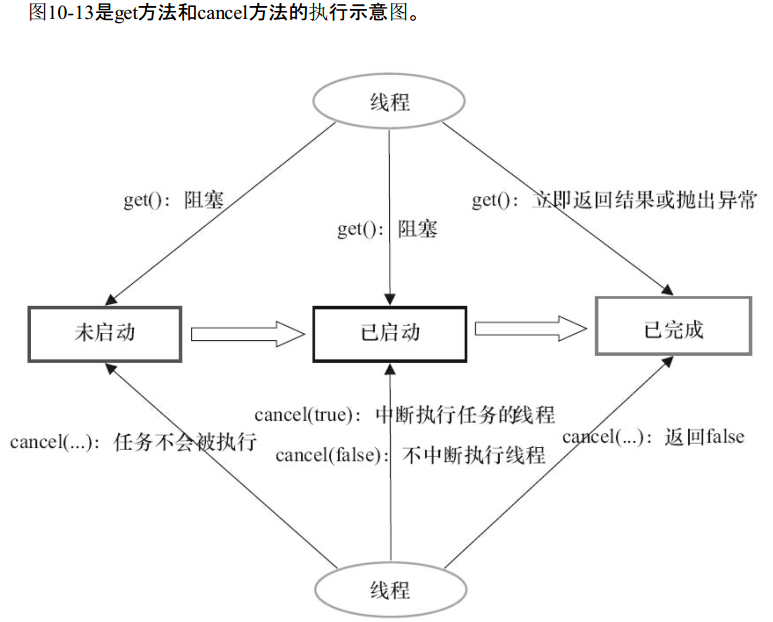 图10-13是get方法和cancel方法的执行示意图。
线程
get()：阻塞
get()：立即返回结果或抛出异常
get()：阻塞
未启动
已启动
已完成
cancel(true)：中断执行任务的线程
cancel(...)：任务不会被执行
cancel(...)：返回false
cancel(false)：不中断执行线程
线程